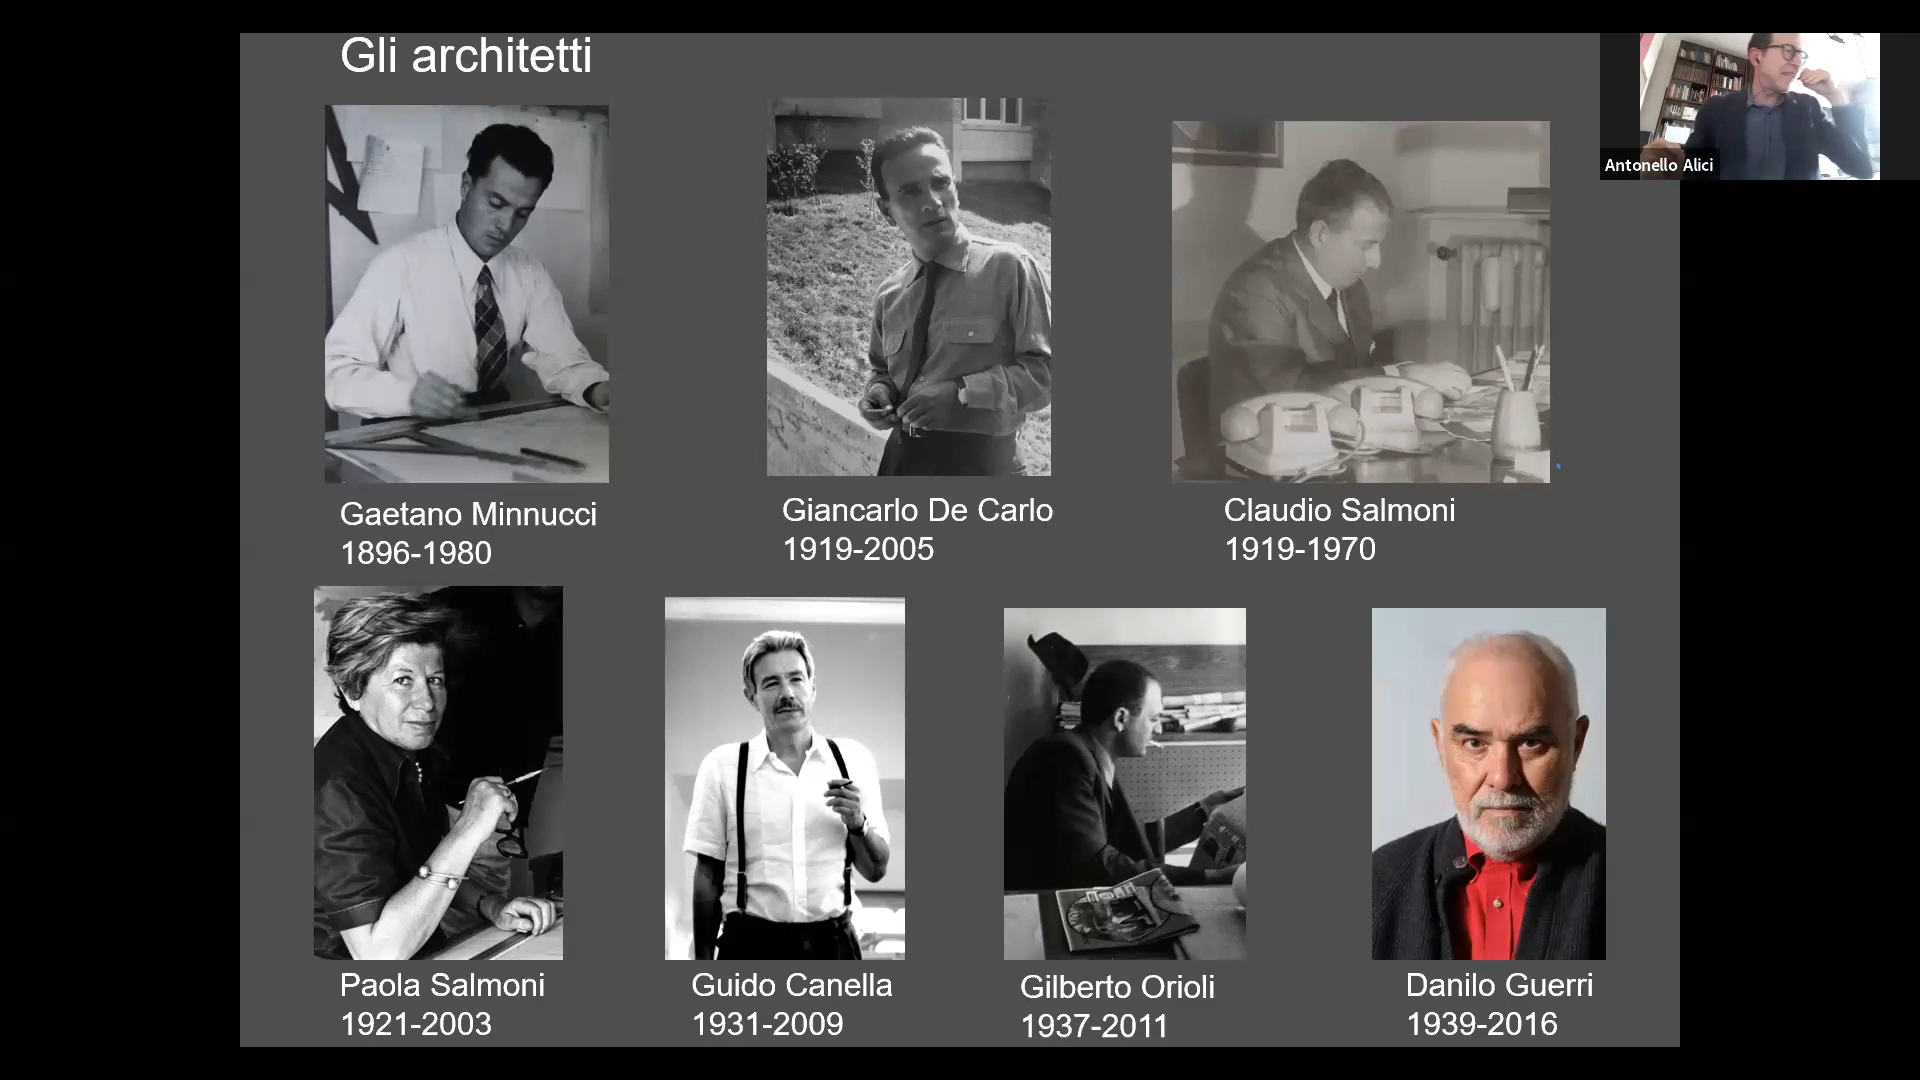 Gli architetti
Antonello Alici
Gaetano Minnucci
1896-1980
Giancarlo De Carlo
1919-2005
Claudio Salmoni
1919-1970
Paola Salmoni
1921-2003
Guido Canella
1931-2009
Gilberto Orioli
1937-2011
Danilo Guerri
1939-2016